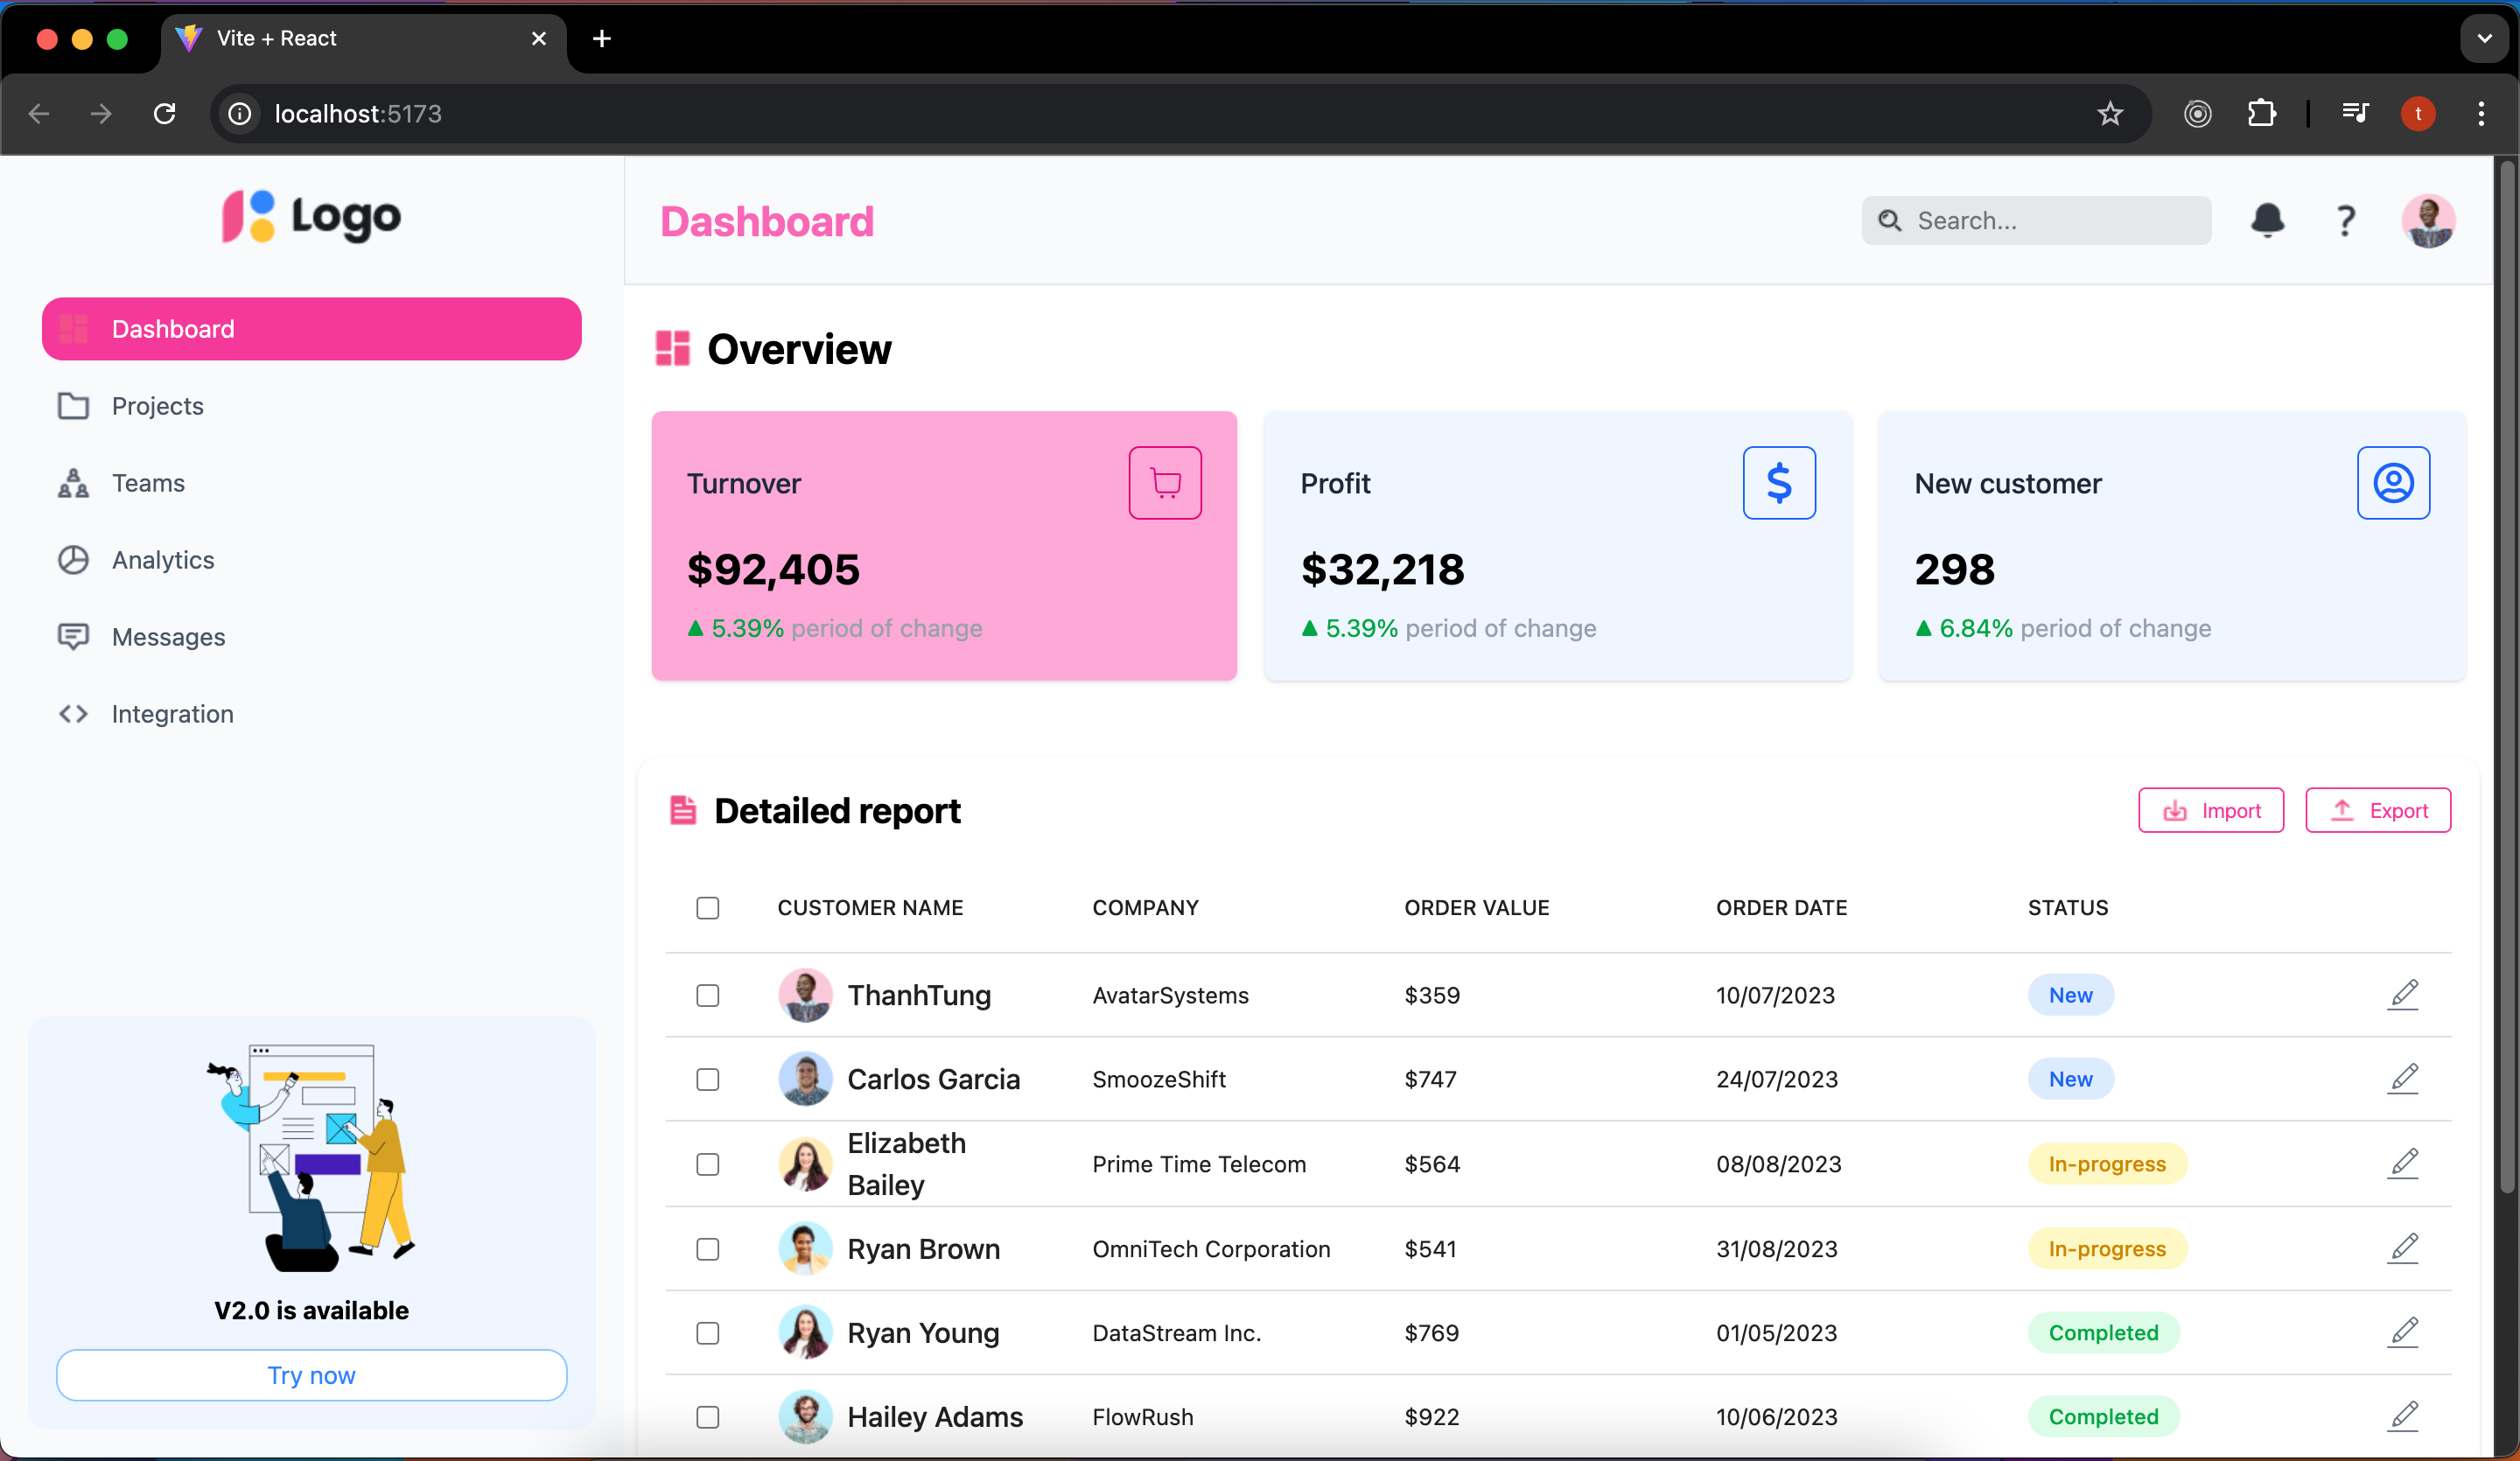 Vite + React
localhost:5173
t
Logo
Dashboard
Search...
Dashboard
Projects
Teams
Analytics
Messages
Integration
Overview
Turnover
$92,405
5.39% period of change
Profit
$32,218
5.39% period of change
New customer
298
6.84% period of change
Detailed report
Import
Export
CUSTOMER NAME COMPANY ORDER VALUE ORDER DATE STATUS
ThanhTung AvatarSystems $359 10/07/2023 New
Carlos Garcia SmoozeShift $747 24/07/2023 New
Elizabeth
Bailey Prime Time Telecom $564 08/08/2023 In-progress
Ryan Brown OmniTech Corporation $541 31/08/2023 In-progress
Ryan Young DataStream Inc. $769 01/05/2023 Completed
Hailey Adams FlowRush $922 10/06/2023 Completed
V2.0 is available
Try now